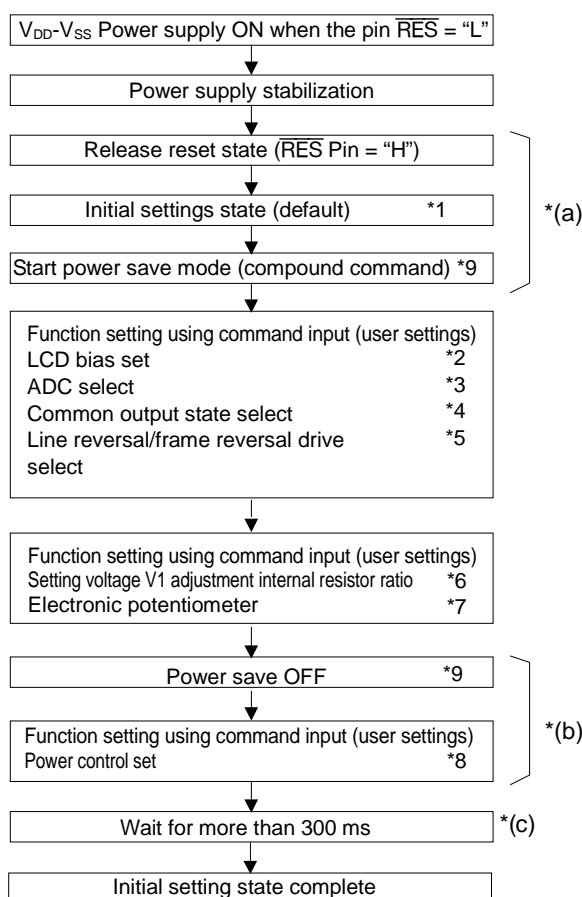 V_DD-V_SS Power supply ON when the pin R̅E̅S̅ = “L”
Power supply stabilization
Release reset state (R̅E̅S̅ Pin = “H”)
Initial settings state (default) *1
*(a)
Start power save mode (compound command) *9
Function setting using command input (user settings)
LCD bias set *2
ADC select *3
Common output state select *4
Line reversal/frame reversal drive *5
select
Function setting using command input (user settings)
Setting voltage V1 adjustment internal resistor ratio *6
Electronic potentiometer *7
Power save OFF *9
*(b)
Function setting using command input (user settings)
Power control set *8
Wait for more than 300 ms *(c)
Initial setting state complete